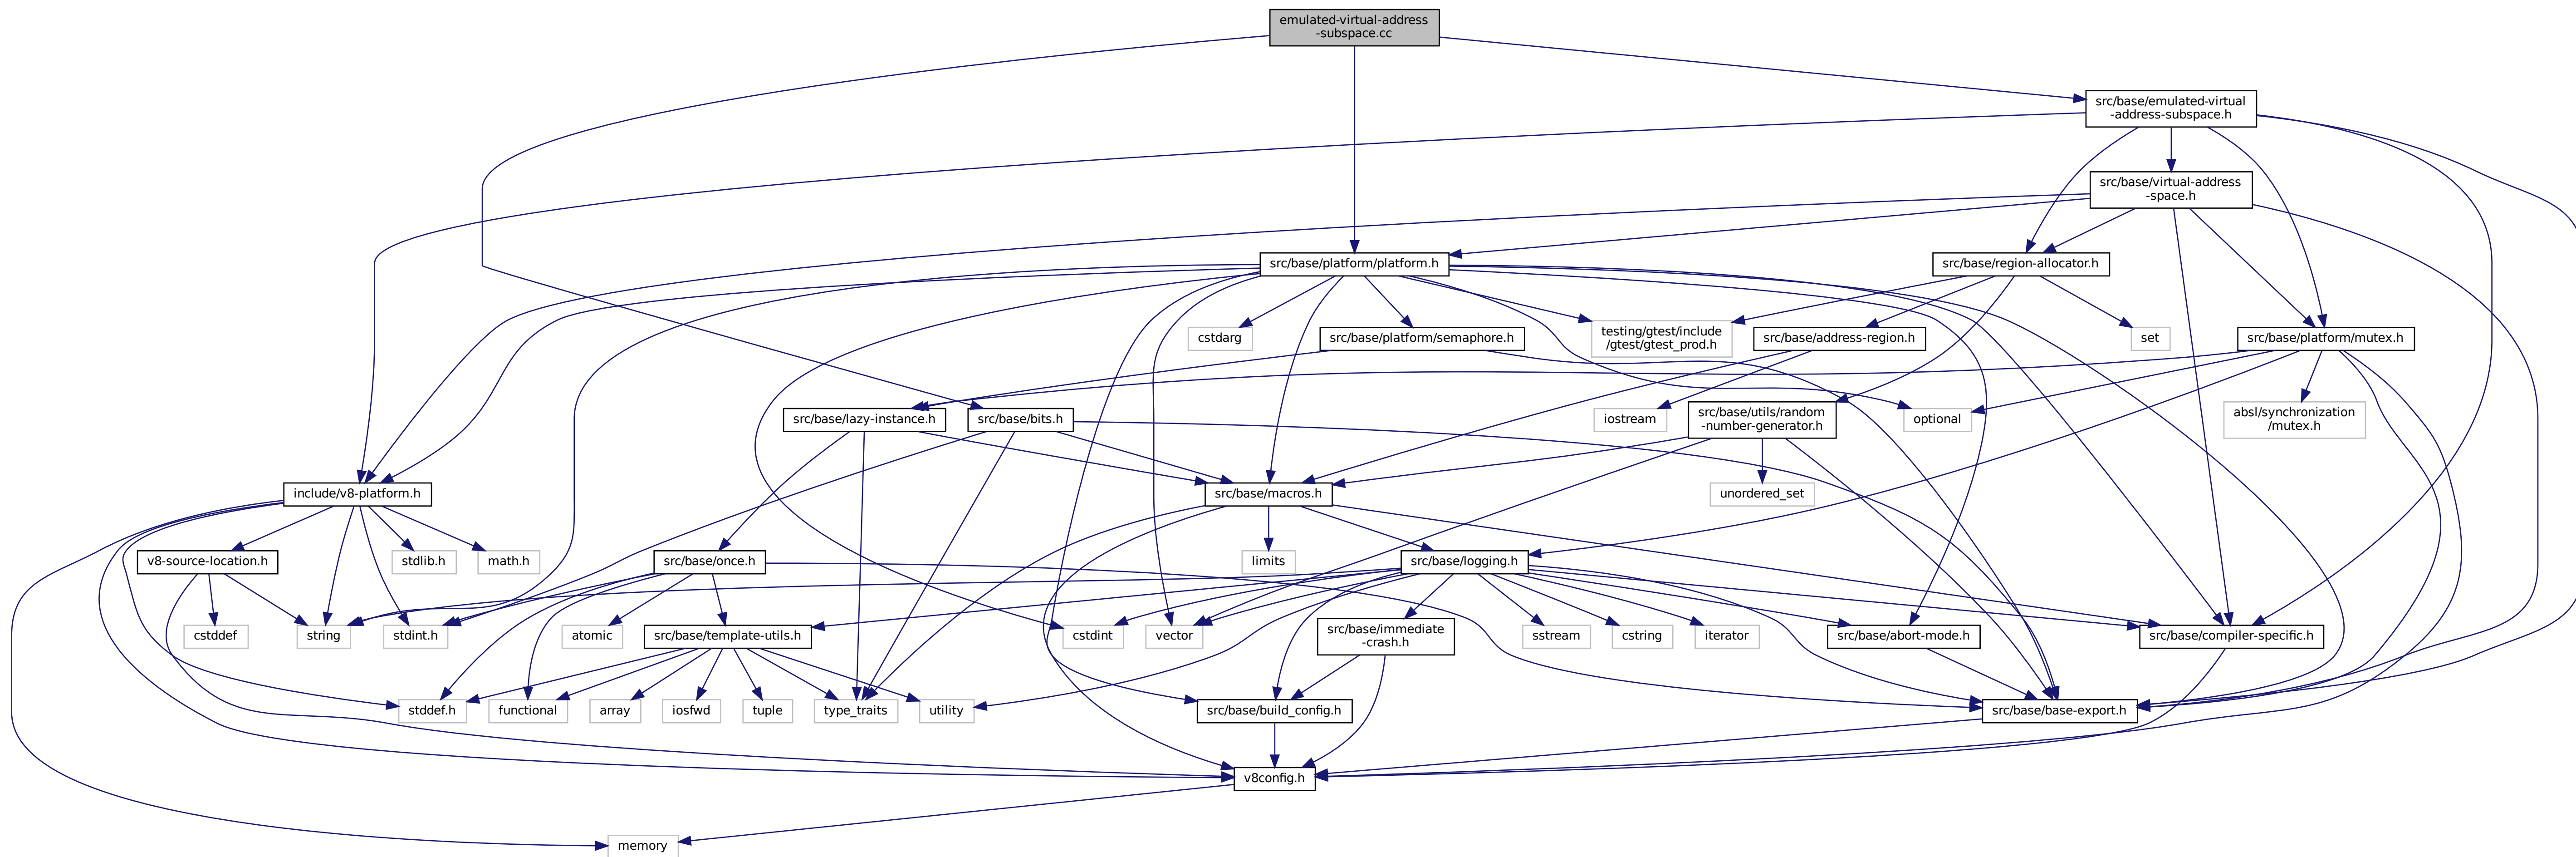 emulated-virtual-address
-subspace.cc
src/base/emulated-virtual
-address-subspace.h
src/base/virtual-address
-space.h
src/base/platform/platform.h
src/base/region-allocator.h
cstdarg
src/base/platform/semaphore.h
testing/gtest/include
/gtest/gtest_prod.h
src/base/address-region.h
set
src/base/platform/mutex.h
src/base/lazy-instance.h
src/base/bits.h
iostream
src/base/utils/random
-number-generator.h
optional
absl/synchronization
/mutex.h
include/v8-platform.h
src/base/macros.h
unordered_set
v8-source-location.h
stdlib.h
math.h
src/base/once.h
limits
src/base/logging.h
cstddef
string
stdint.h
atomic
src/base/template-utils.h
cstdint
vector
src/base/immediate
-crash.h
sstream
cstring
iterator
src/base/abort-mode.h
src/base/compiler-specific.h
stddef.h
functional
array
iosfwd
tuple
type_traits
utility
src/base/build_config.h
src/base/base-export.h
v8config.h
memory